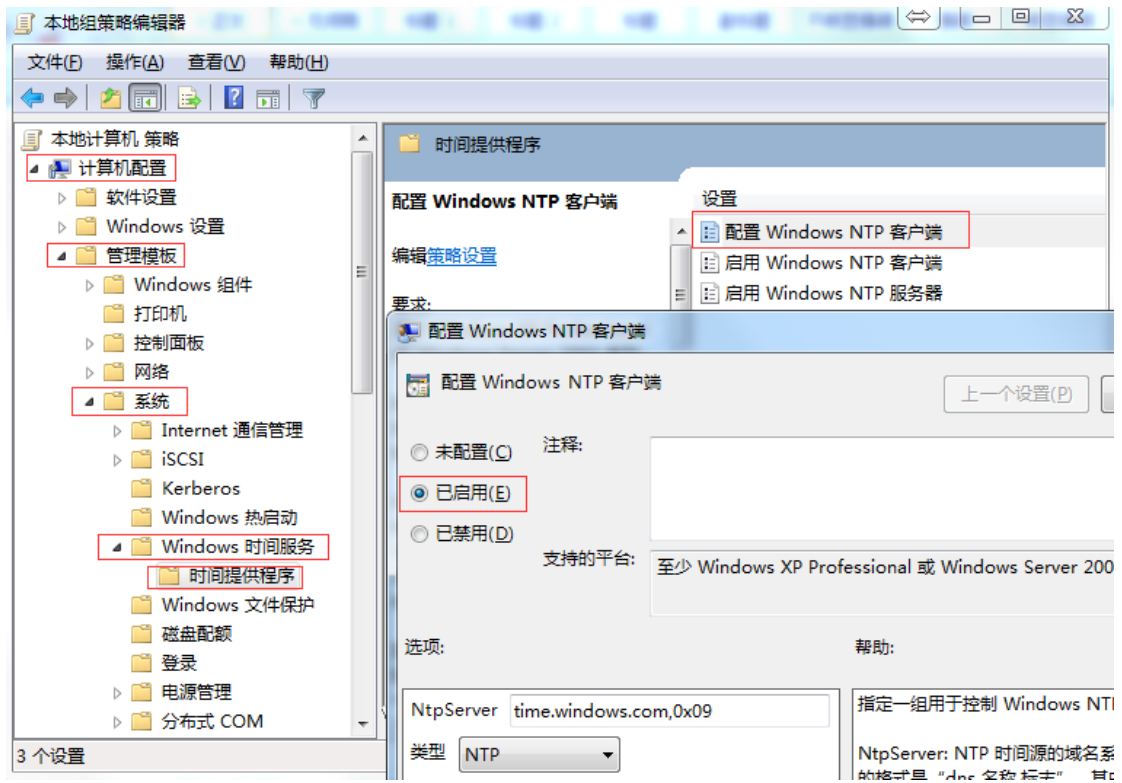 本地组策略编辑器
文件(F) 操作(A) 查看(V) 帮助(H)
本地计算机 策略
计算机配置
软件设置
Windows 设置
管理模板
Windows 组件
打印机
控制面板
网络
系统
Internet 通信管理
iSCSI
Kerberos
Windows 热启动
Windows 时间服务
时间提供程序
Windows 文件保护
磁盘配额
登录
电源管理
分布式 COM
3 个设置
时间提供程序
配置 Windows NTP 客户端
编辑策略设置
要求:
设置
配置 Windows NTP 客户端
启用 Windows NTP 客户端
启用 Windows NTP 服务器
配置 Windows NTP 客户端
配置 Windows NTP 客户端
上一个设置(P)
未配置(C)
注释:
已启用(E)
已禁用(D)
支持的平台:
至少 Windows XP Professional 或 Windows Server 200
选项:
帮助:
NtpServer time.windows.com,0x09
类型 NTP
指定一组用于控制 Windows NT
NtpServer: NTP 时间源的域名系
的格式是“dns 名称,标志”。其中